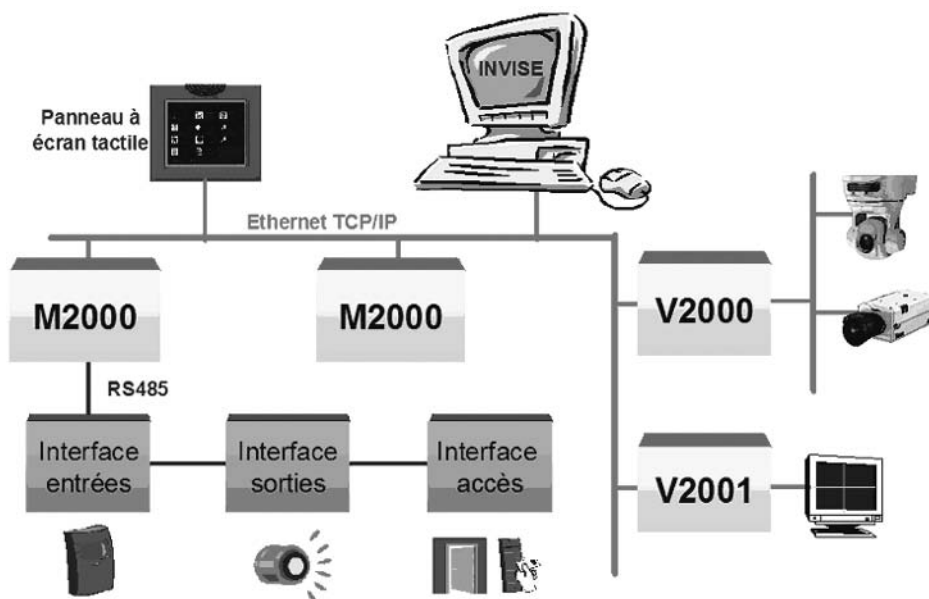 INVISE
Panneau à
écran tactile
Ethernet TCP/IP
M2000
M2000
V2000
RS485
Interface
entrées
Interface
sorties
Interface
accès
V2001